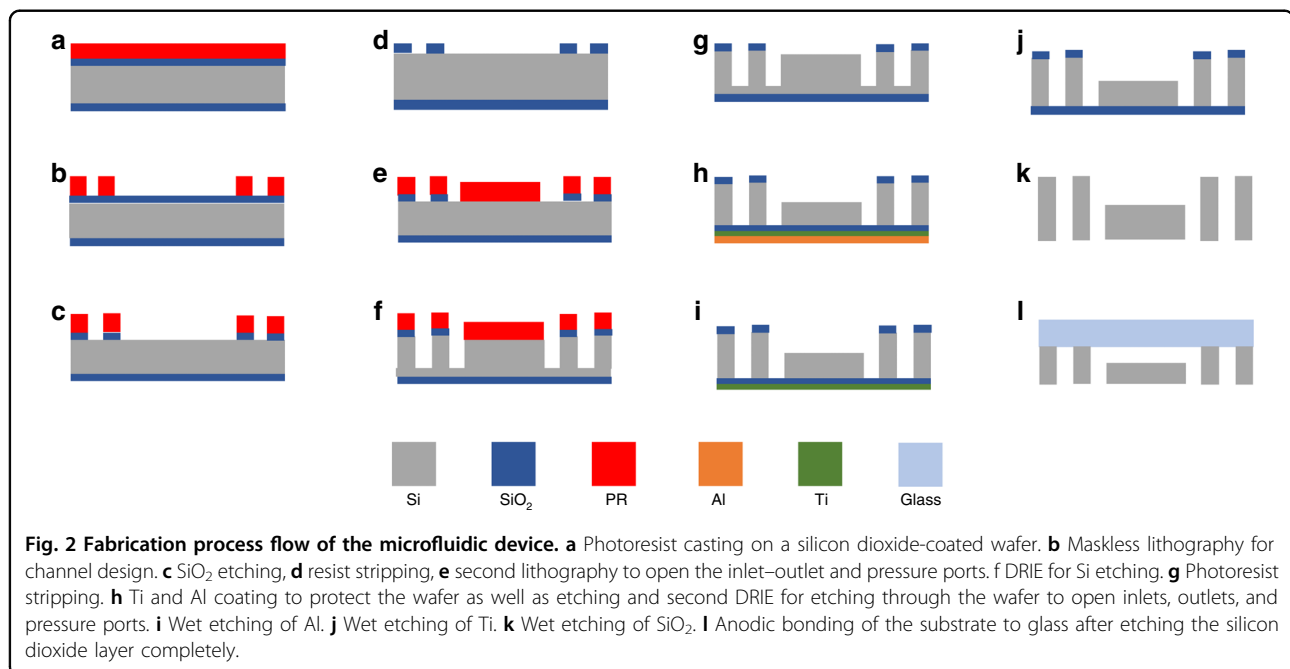 a
d
g
j
b
e
h
k
c
f
i
l
Si
SiO₂
PR
Al
Ti
Glass
Fig. 2 Fabrication process flow of the microfluidic device. a Photoresist casting on a silicon dioxide-coated wafer. b Maskless lithography for
channel design. c SiO₂ etching, d resist stripping, e second lithography to open the inlet–outlet and pressure ports. f DRIE for Si etching. g Photoresist
stripping. h Ti and Al coating to protect the wafer as well as etching and second DRIE for etching through the wafer to open inlets, outlets, and
pressure ports. i Wet etching of Al. j Wet etching of Ti. k Wet etching of SiO₂. l Anodic bonding of the substrate to glass after etching the silicon
dioxide layer completely.